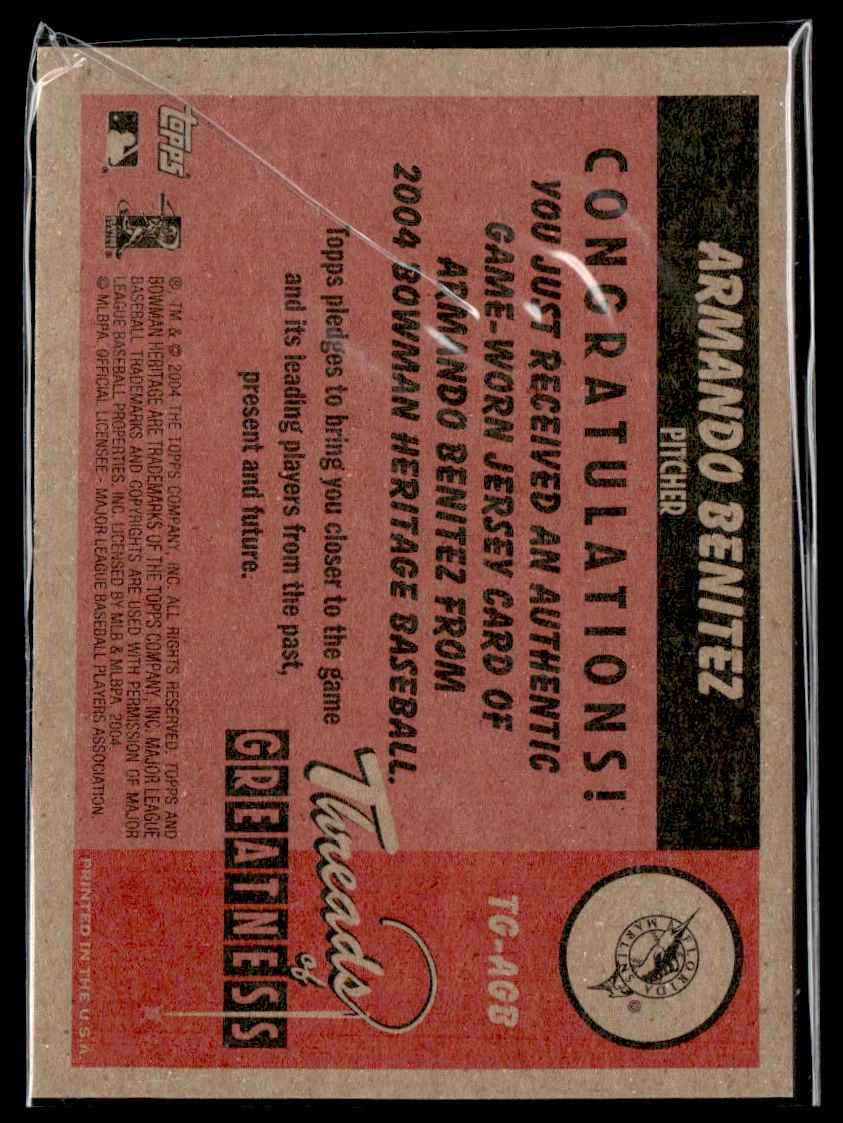 ARMANDO BENITEZ
PITCHER
CONGRATULATIONS!
YOU JUST RECEIVED AN AUTHENTIC
GAME-WORN JERSEY CARD OF
ARMANDO BENITEZ FROM
2004 BOWMAN HERITAGE BASEBALL.
Topps pledges to bring you closer to the game
and its leading players from the past,
present and future.
FLORIDA MARLINS
©
TG-AGB
Threads
of
GREATNESS
topps
®
® ™ & © 2004 THE TOPPS COMPANY, INC. ALL RIGHTS RESERVED. TOPPS AND
BOWMAN HERITAGE ARE TRADEMARKS OF THE TOPPS COMPANY, INC. MAJOR LEAGUE
BASEBALL TRADEMARKS AND COPYRIGHTS ARE USED WITH PERMISSION OF MAJOR
LEAGUE BASEBALL PROPERTIES, INC. LICENSED BY MLB & MLBPA 2004
© MLBPA OFFICIAL LICENSEE - MAJOR LEAGUE BASEBALL PLAYERS ASSOCIATION
PRINTED IN THE U.S.A.